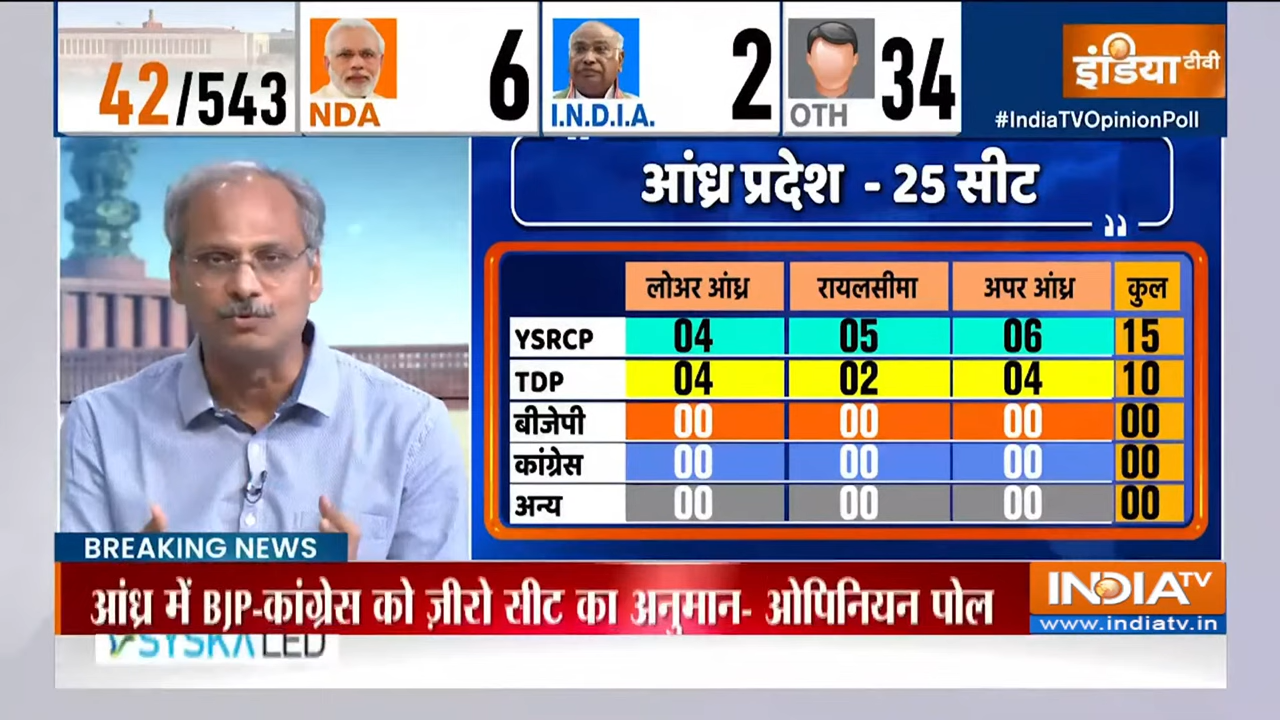 42/543
NDA 6
I.N.D.I.A. 2
OTH 34
इंडिया टीवी
#IndiaTVOpinionPoll
आंध्र प्रदेश - 25 सीट
"
लोअर आंध्र रायलसीमा अपर आंध्र कुल
YSRCP 04 05 06 15
TDP 04 02 04 10
बीजेपी 00 00 00 00
कांग्रेस 00 00 00 00
अन्य 00 00 00 00
BREAKING NEWS
आंध्र में BJP-कांग्रेस को ज़ीरो सीट का अनुमान- ओपिनियन पोल
INDIA TV
www.indiatv.in
SYSKA LED